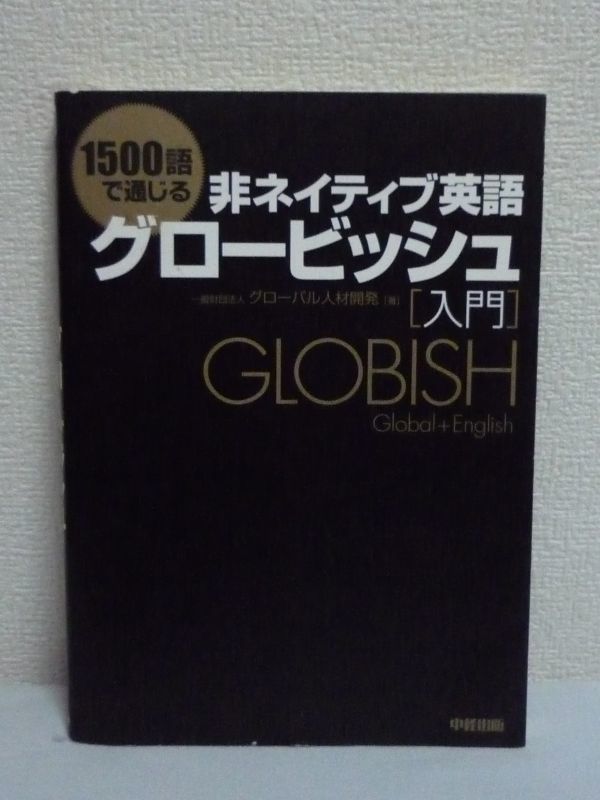 1500語
で通じる
非ネイティブ英語
グロービッシュ
一般財団法人 グローバル人材開発 [著]
[入門]
GLOBISH
Global+English
中経出版